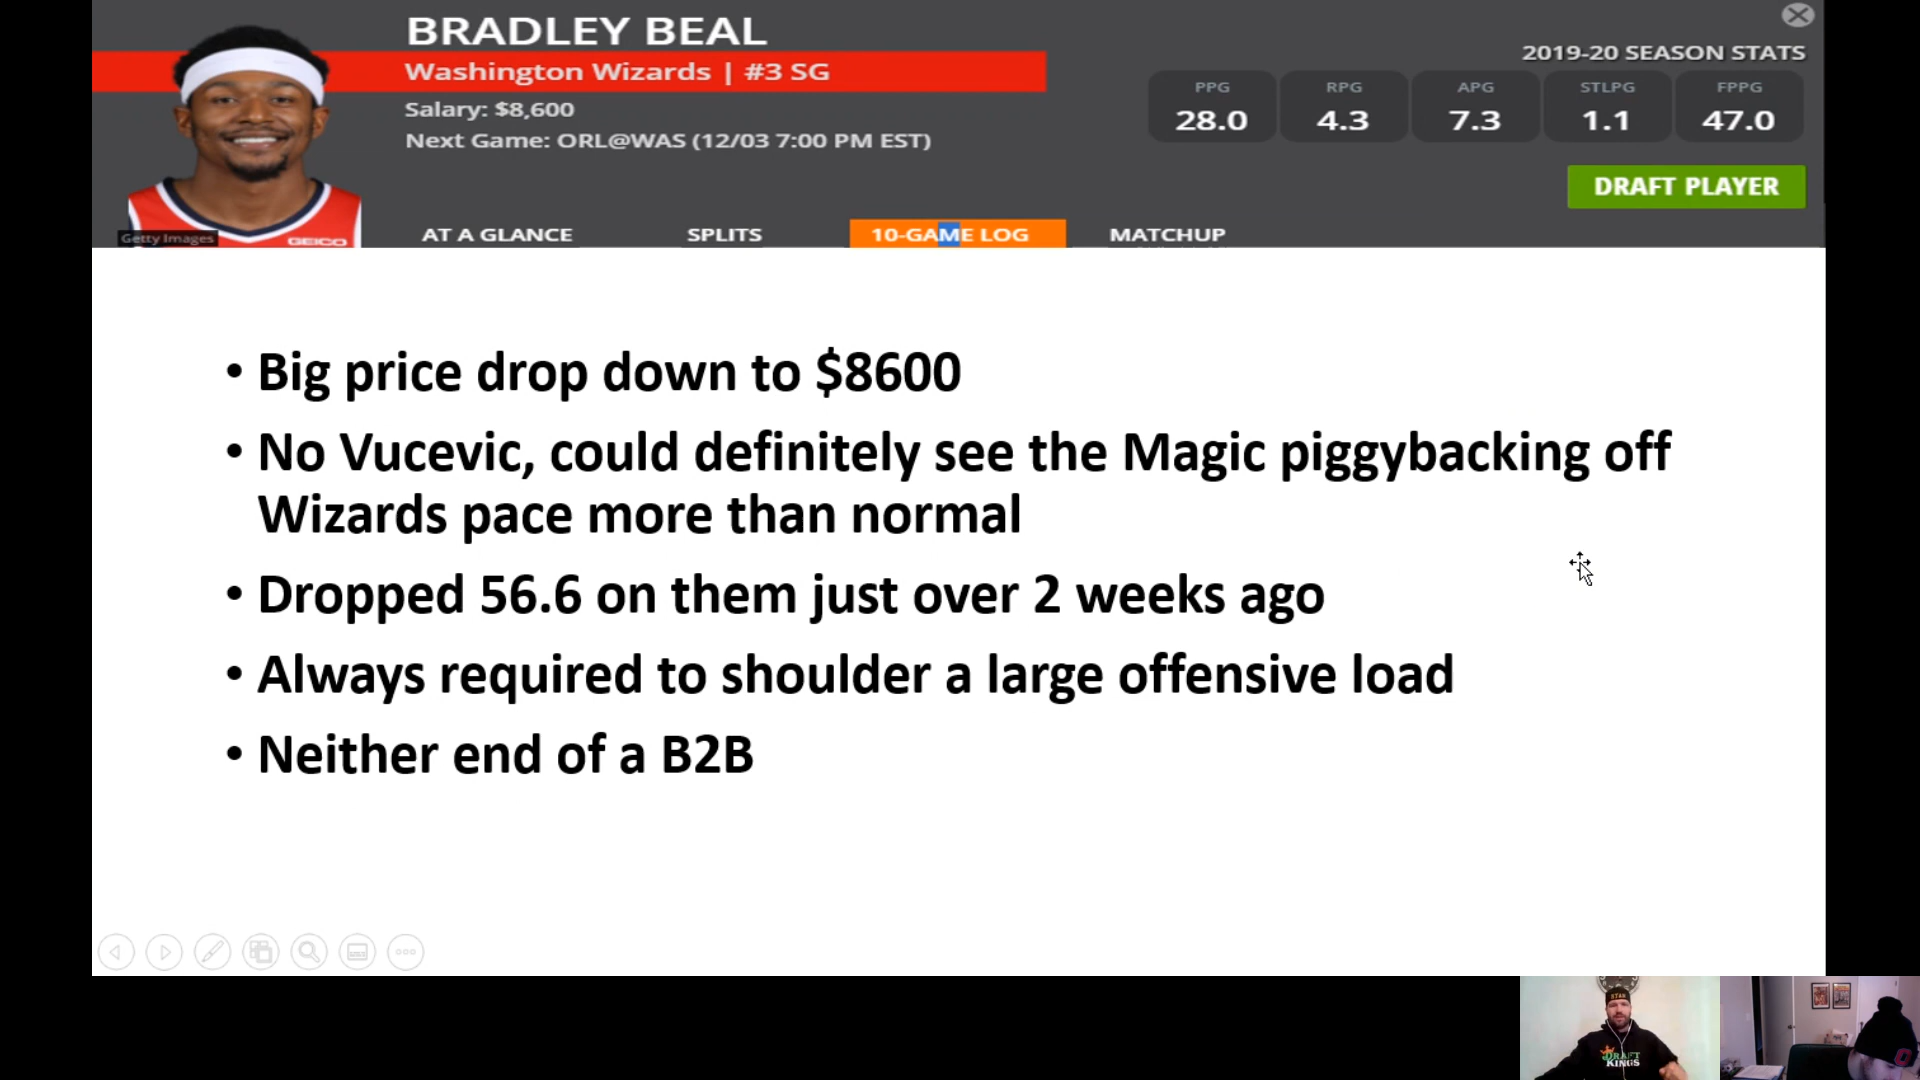 BRADLEY BEAL
Washington Wizards | #3 SG
Salary: $8,600
Next Game: ORL@WAS (12/03 7:00 PM EST)
2019-20 SEASON STATS
PPG RPG APG STLPG FPPG
28.0 4.3 7.3 1.1 47.0
DRAFT PLAYER
Getty Images
GEICO
AT A GLANCE SPLITS 10-GAME LOG MATCHUP
• Big price drop down to $8600
• No Vucevic, could definitely see the Magic piggybacking off
Wizards pace more than normal
• Dropped 56.6 on them just over 2 weeks ago
• Always required to shoulder a large offensive load
• Neither end of a B2B
DRAFT
KINGS